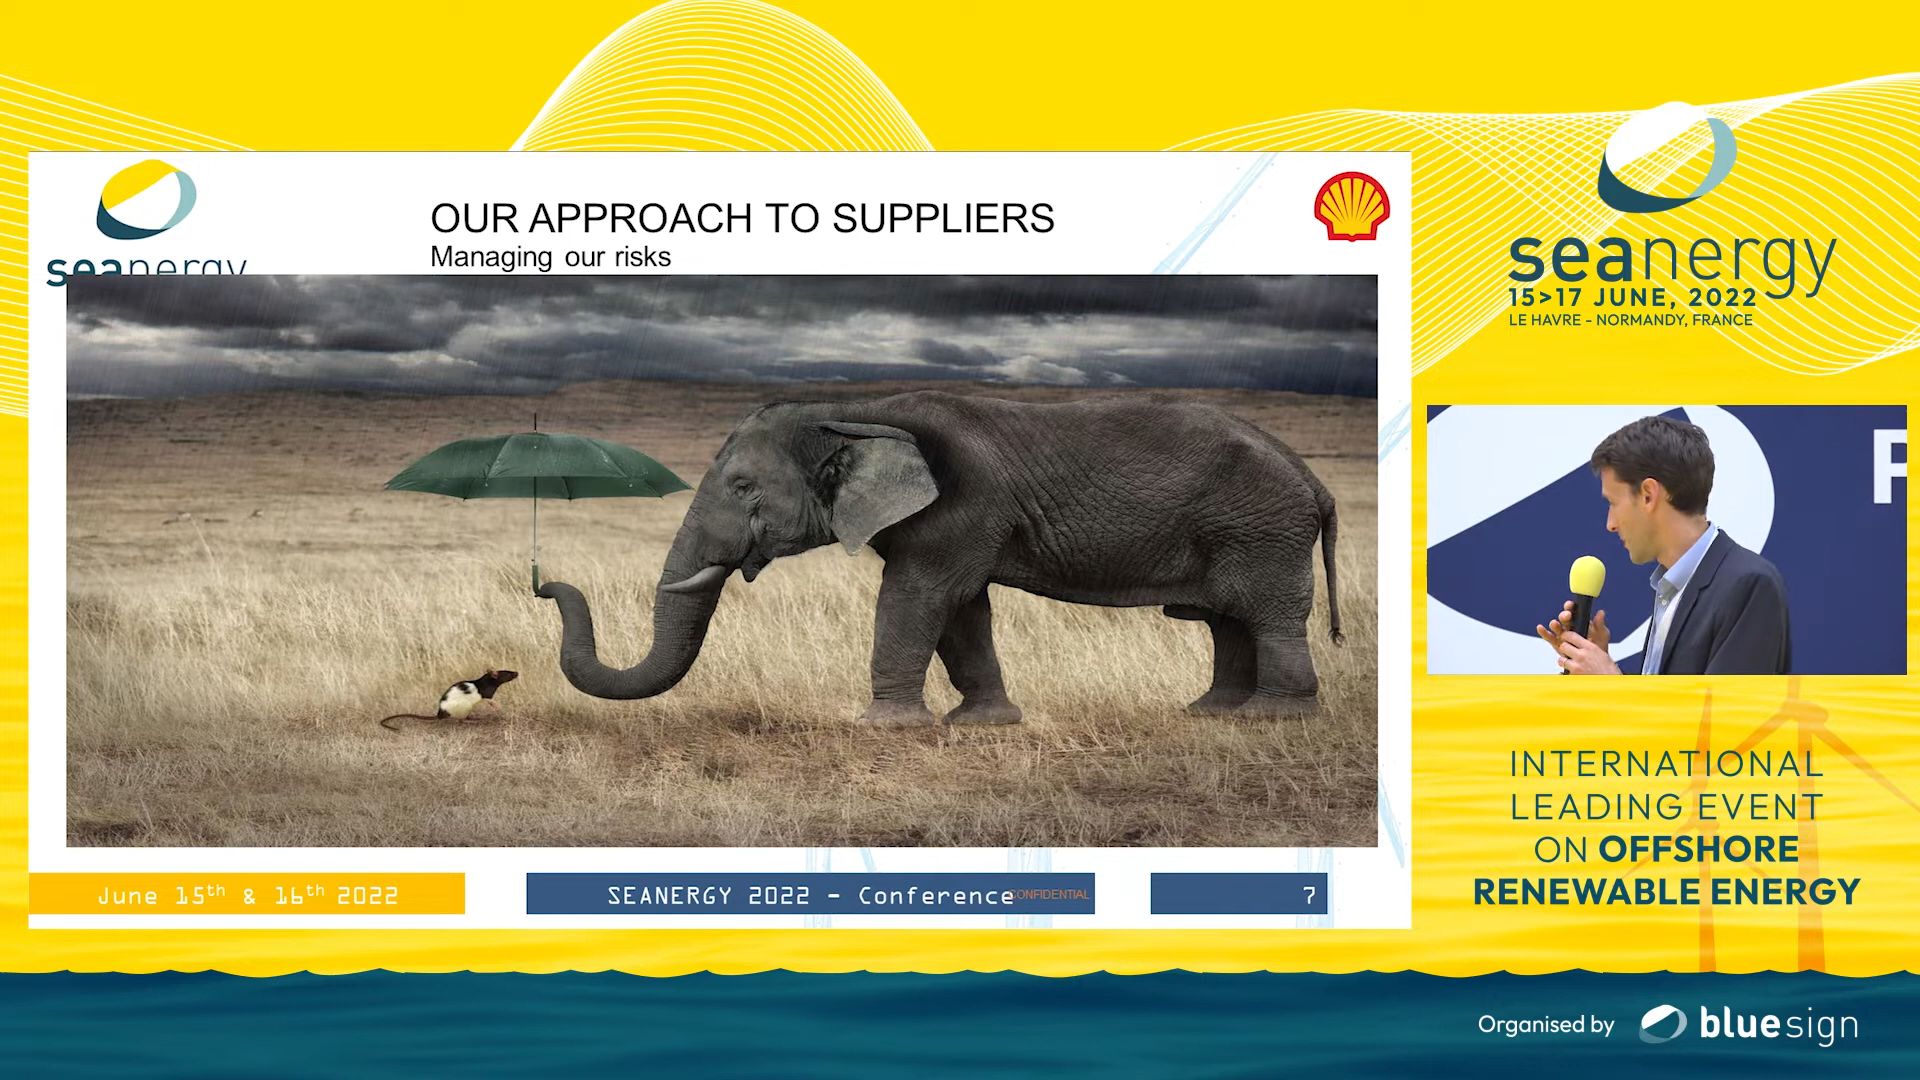 OUR APPROACH TO SUPPLIERS
Managing our risks
seanergy
June 15th & 16th 2022
SEANERGY 2022 - Conference
CONFIDENTIAL
7
seanergy
15>17 JUNE, 2022
LE HAVRE - NORMANDY, FRANCE
INTERNATIONAL
LEADING EVENT
ON OFFSHORE
RENEWABLE ENERGY
Organised by bluesign